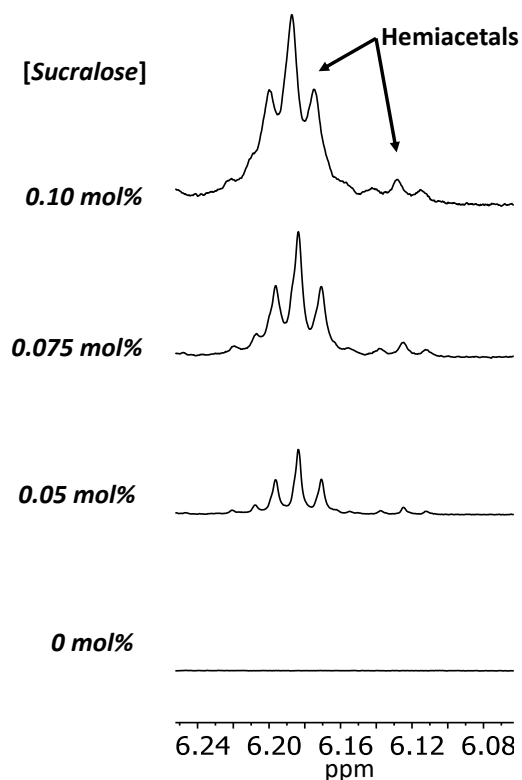 Hemiacetals
[Sucralose]
0.10 mol%
0.075 mol%
0.05 mol%
0 mol%
6.24 6.20 6.16 6.12 6.08
ppm